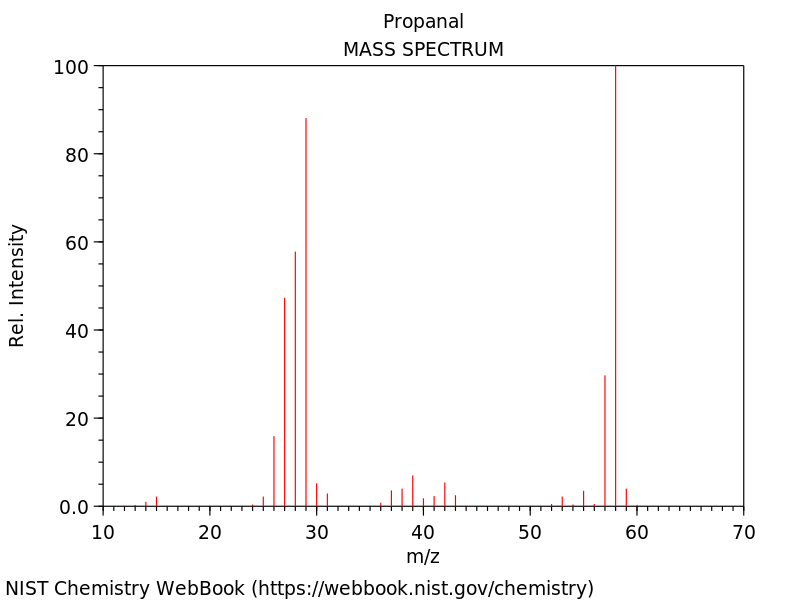 Propanal
MASS SPECTRUM
100
80
60
40
20
0.0
Rel. Intensity
10 20 30 40 50 60 70
m/z
NIST Chemistry WebBook (https://webbook.nist.gov/chemistry)